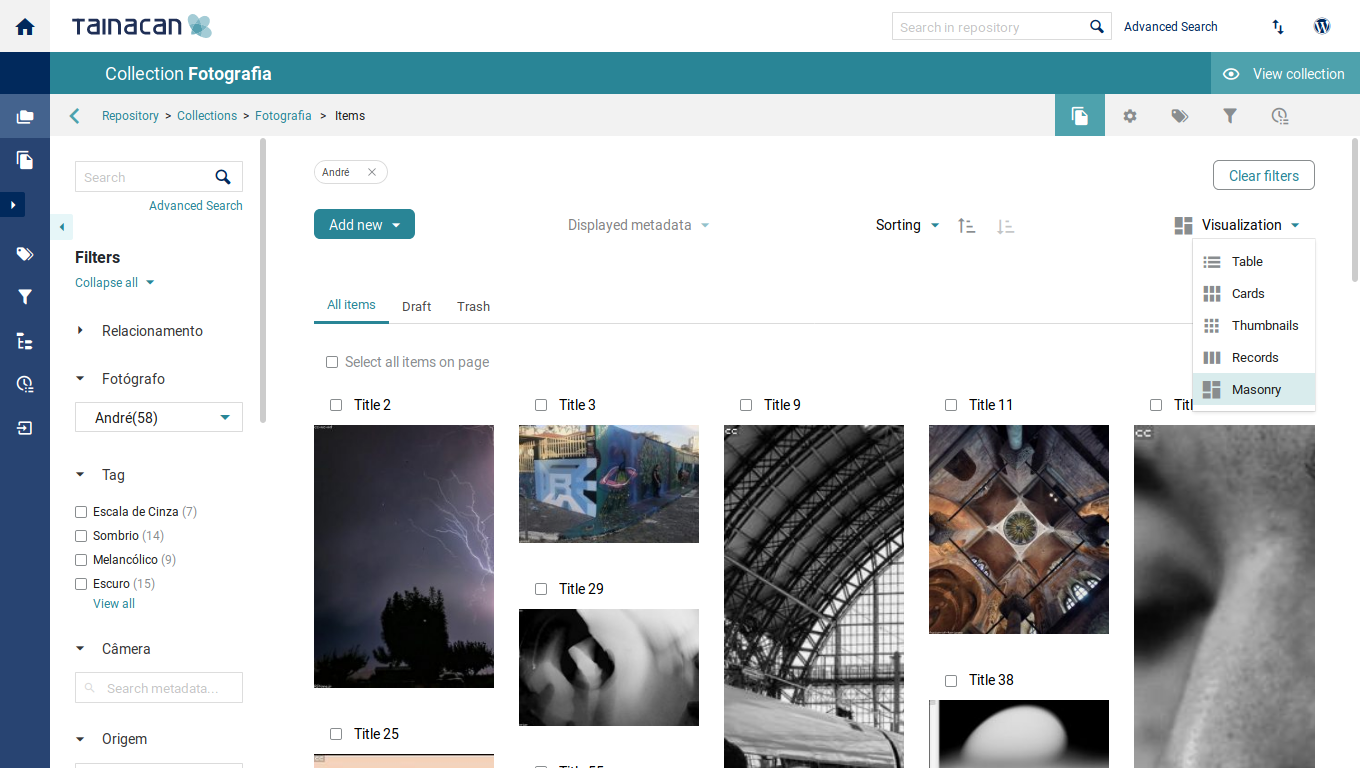 TAINACAN
Search in repository
Advanced Search
Collection Fotografia
View collection
Repository > Collections > Fotografia > Items
Search
Advanced Search
Filters
Collapse all
Relacionamento
Fotógrafo
André(58)
Tag
Escala de Cinza (7)
Sombrio (14)
Melancólico (9)
Escuro (15)
View all
Câmera
Search metadata...
Origem
André
Clear filters
Add new
Displayed metadata
Sorting
Visualization
Table
Cards
Thumbnails
Records
Masonry
All items
Draft
Trash
Select all items on page
Title 2
Title 3
Title 9
Title 11
Title 29
Title 38
Title 25
Title 55
cc
cc